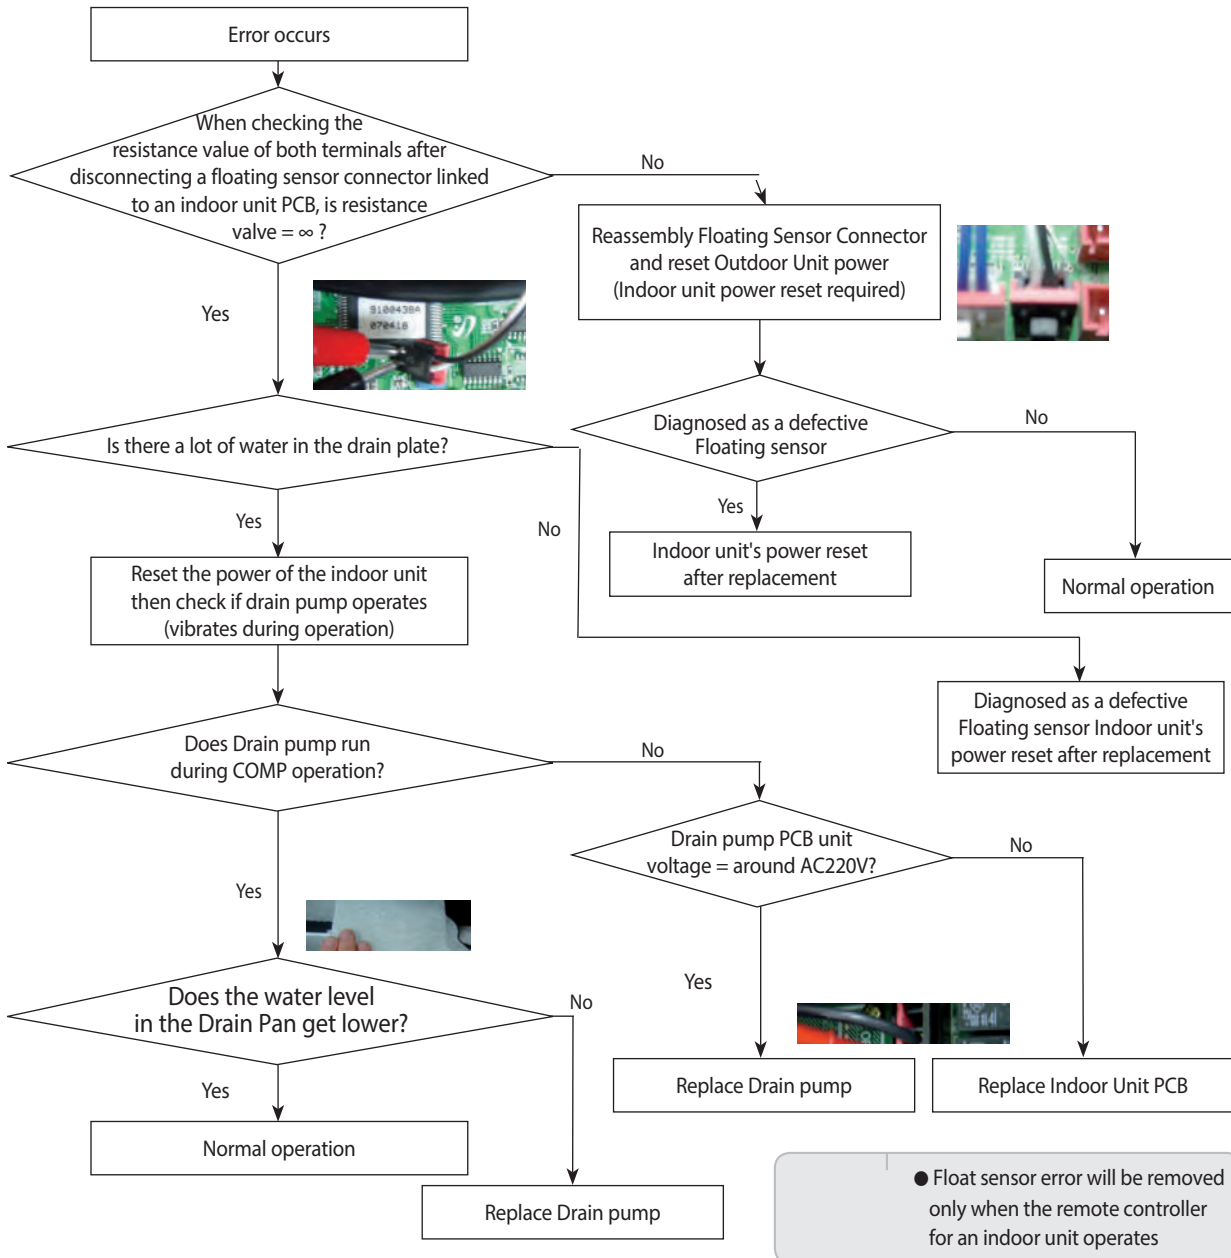 Error occurs
When checking the
resistance value of both terminals after
disconnecting a floating sensor connector linked
to an indoor unit PCB, is resistance
valve = ∞ ?
No
Reassembly Floating Sensor Connector
and reset Outdoor Unit power
(Indoor unit power reset required)
Yes
9100438A
070418
Diagnosed as a defective
Floating sensor
No
Is there a lot of water in the drain plate?
Yes
No
Yes
Indoor unit's power reset
after replacement
Normal operation
Reset the power of the indoor unit
then check if drain pump operates
(vibrates during operation)
Diagnosed as a defective
Floating sensor Indoor unit's
power reset after replacement
Does Drain pump run
during COMP operation?
No
Drain pump PCB unit
voltage = around AC220V?
No
Yes
Does the water level
in the Drain Pan get lower?
No
Yes
Yes
Replace Drain pump
Replace Indoor Unit PCB
Normal operation
Replace Drain pump
● Float sensor error will be removed
only when the remote controller
for an indoor unit operates